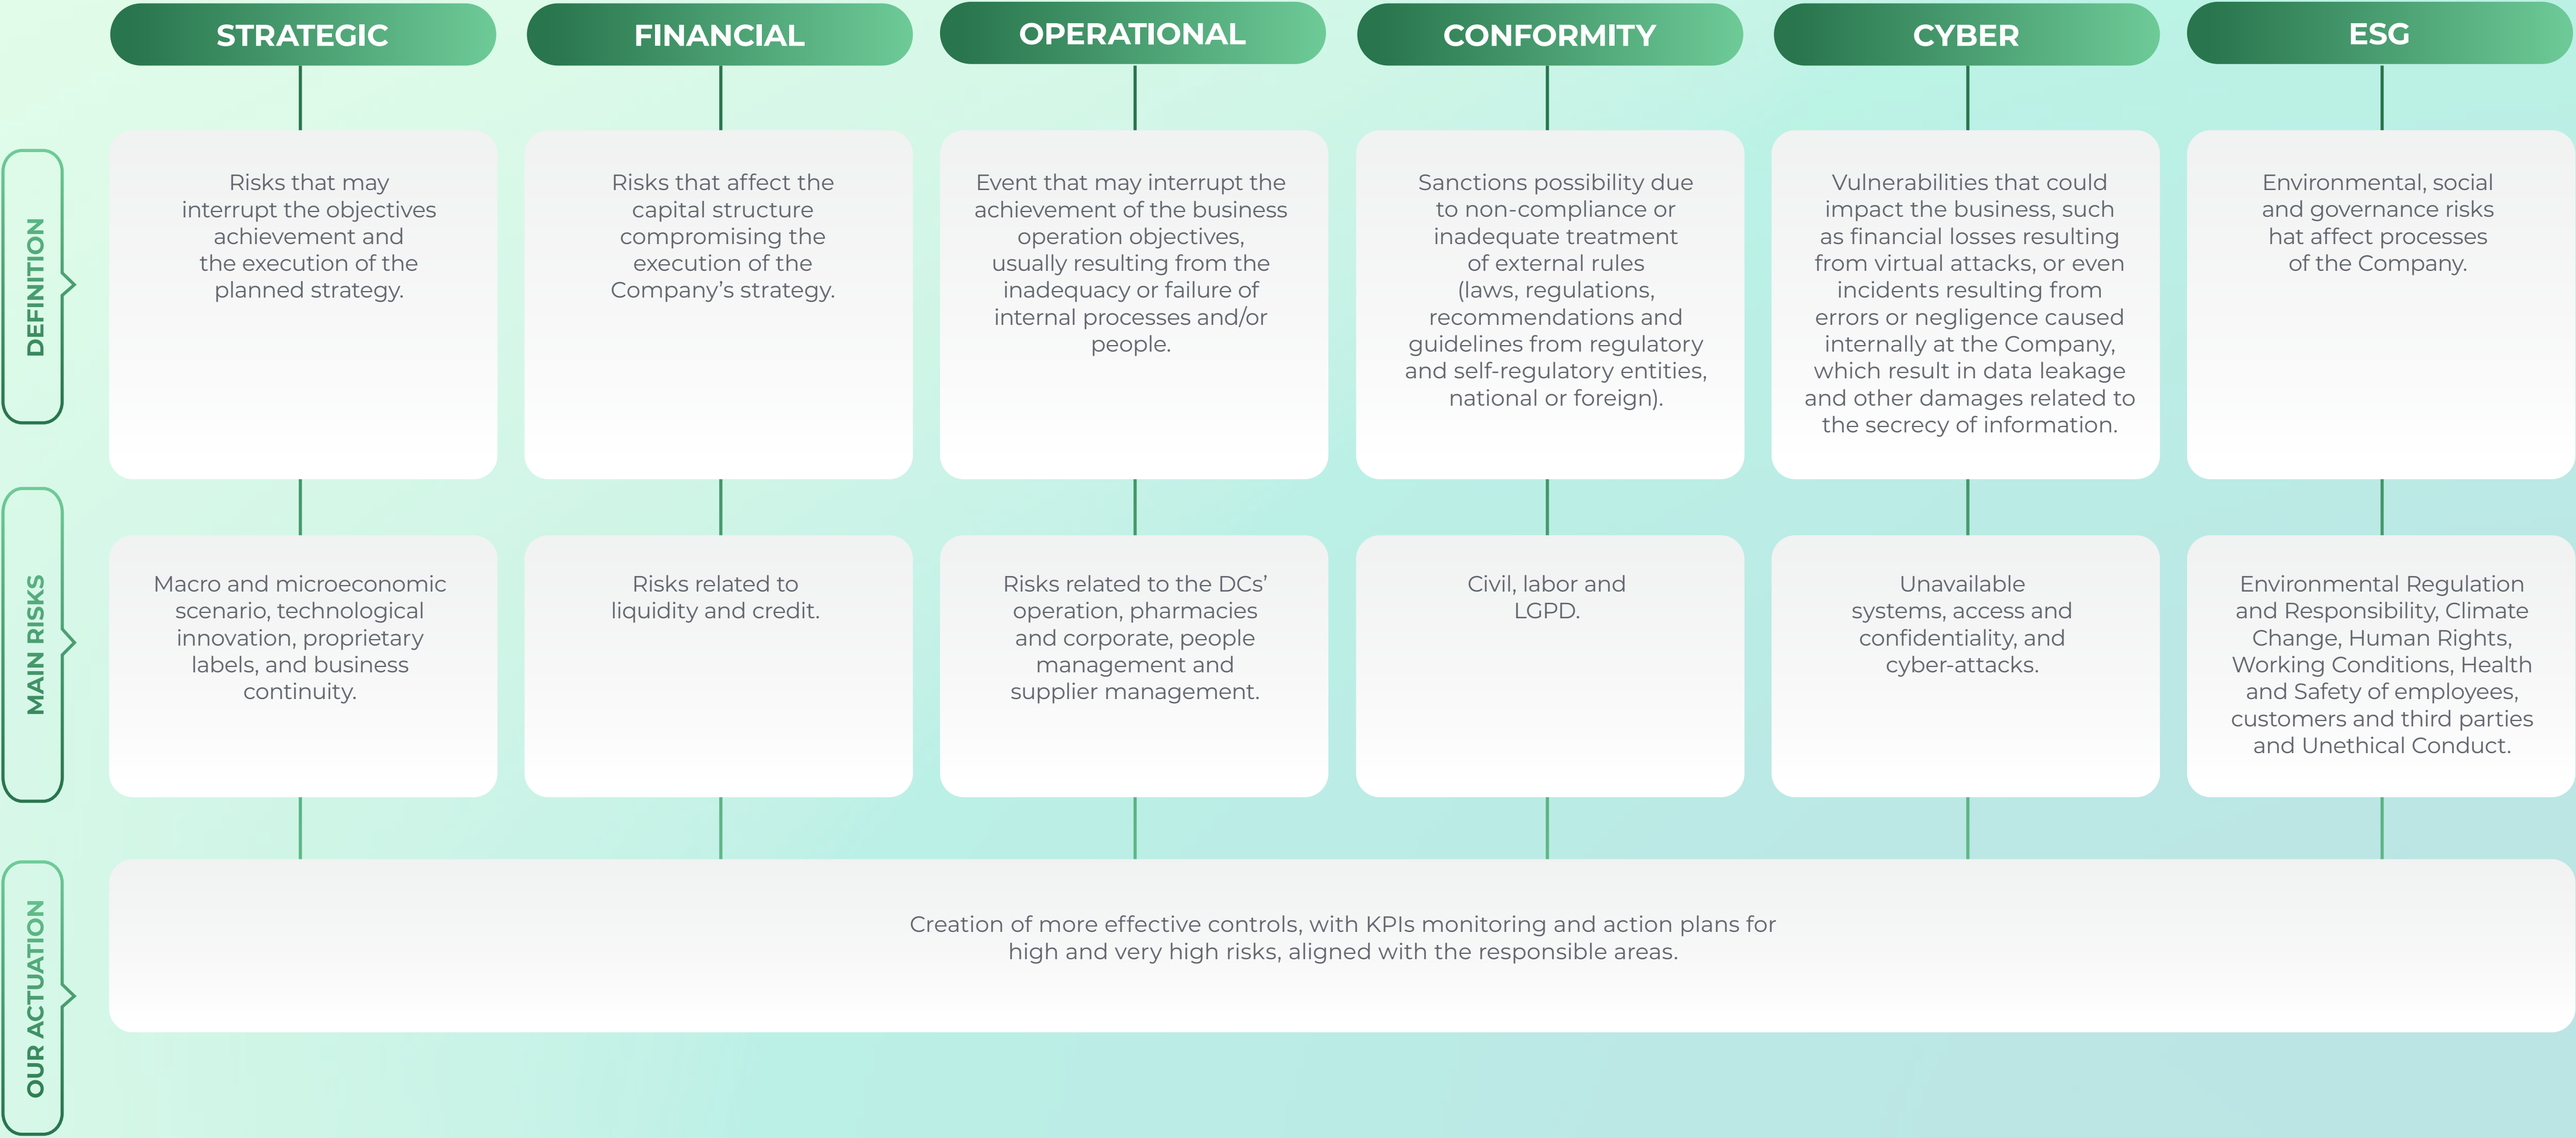 STRATEGIC
FINANCIAL
OPERATIONAL
CONFORMITY
CYBER
ESG
DEFINITION
Risks that may
interrupt the objectives
achievement and
the execution of the
planned strategy.
Risks that affect the
capital structure
compromising the
execution of the
Company’s strategy.
Event that may interrupt the
achievement of the business
operation objectives,
usually resulting from the
inadequacy or failure of
internal processes and/or
people.
Sanctions possibility due
to non-compliance or
inadequate treatment
of external rules
(laws, regulations,
recommendations and
guidelines from regulatory
and self-regulatory entities,
national or foreign).
Vulnerabilities that could
impact the business, such
as financial losses resulting
from virtual attacks, or even
incidents resulting from
errors or negligence caused
internally at the Company,
which result in data leakage
and other damages related to
the secrecy of information.
Environmental, social
and governance risks
hat affect processes
of the Company.
MAIN RISKS
Macro and microeconomic
scenario, technological
innovation, proprietary
labels, and business
continuity.
Risks related to
liquidity and credit.
Risks related to the DCs’
operation, pharmacies
and corporate, people
management and
supplier management.
Civil, labor and
LGPD.
Unavailable
systems, access and
confidentiality, and
cyber-attacks.
Environmental Regulation
and Responsibility, Climate
Change, Human Rights,
Working Conditions, Health
and Safety of employees,
customers and third parties
and Unethical Conduct.
OUR ACTUATION
Creation of more effective controls, with KPIs monitoring and action plans for
high and very high risks, aligned with the responsible areas.